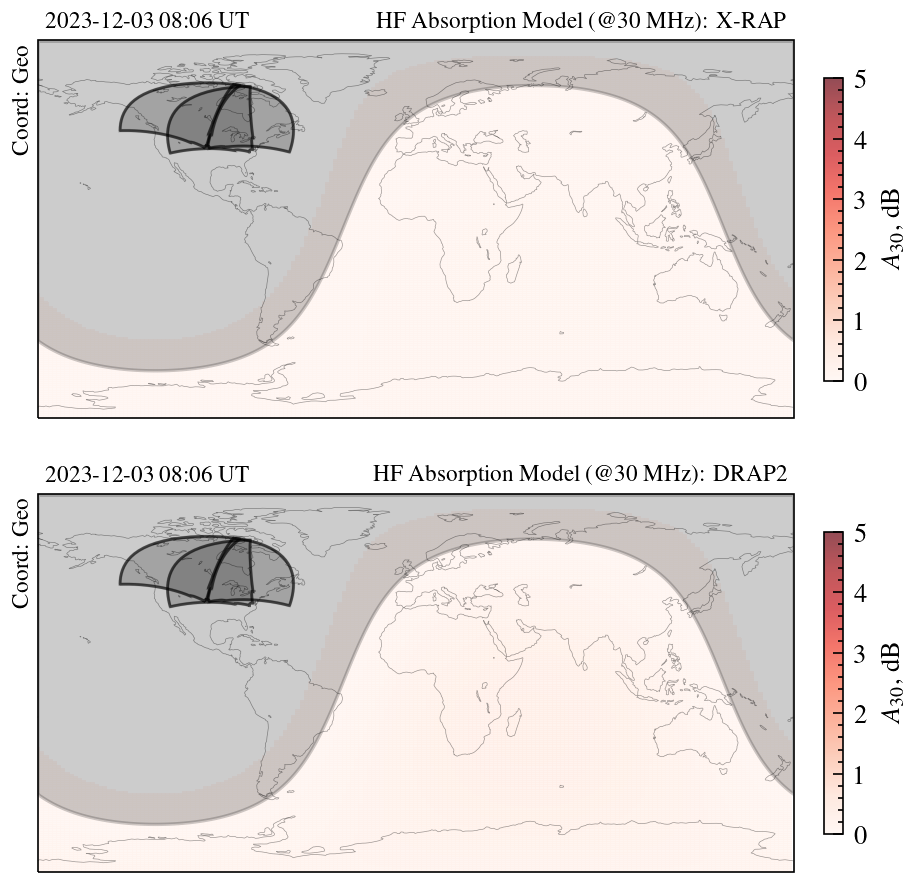 2023-12-03 08:06 UT
HF Absorption Model (@30 MHz): X-RAP
Coord: Geo
5
4
3
2
1
0
A30, dB
2023-12-03 08:06 UT
HF Absorption Model (@30 MHz): DRAP2
Coord: Geo
5
4
3
2
1
0
A30, dB